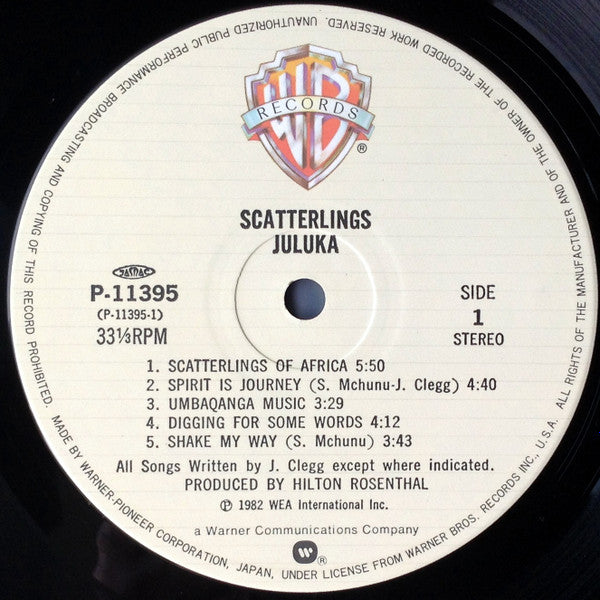 ALL RIGHTS OF THE MANUFACTURER AND OF THE OWNER OF THE RECORDED WORK RESERVED. UNAUTHORIZED PUBLIC PERFORMANCE BROADCASTING AND COPYING OF THIS RECORD PROHIBITED.
WB
RECORDS
®
SCATTERLINGS
JULUKA
JASRAC
P-11395
(P-11395-1)
33⅓RPM
SIDE
1
STEREO
1. SCATTERLINGS OF AFRICA 5:50
2. SPIRIT IS JOURNEY (S. Mchunu-J. Clegg) 4:40
3. UMBAQANGA MUSIC 3:29
4. DIGGING FOR SOME WORDS 4:12
5. SHAKE MY WAY (S. Mchunu) 3:43
All Songs Written by J. Clegg except where indicated.
PRODUCED BY HILTON ROSENTHAL
℗ 1982 WEA International Inc.
a Warner Communications Company
®
MADE BY WARNER-PIONEER CORPORATION, JAPAN, UNDER LICENSE FROM WARNER BROS. RECORDS INC., U.S.A.